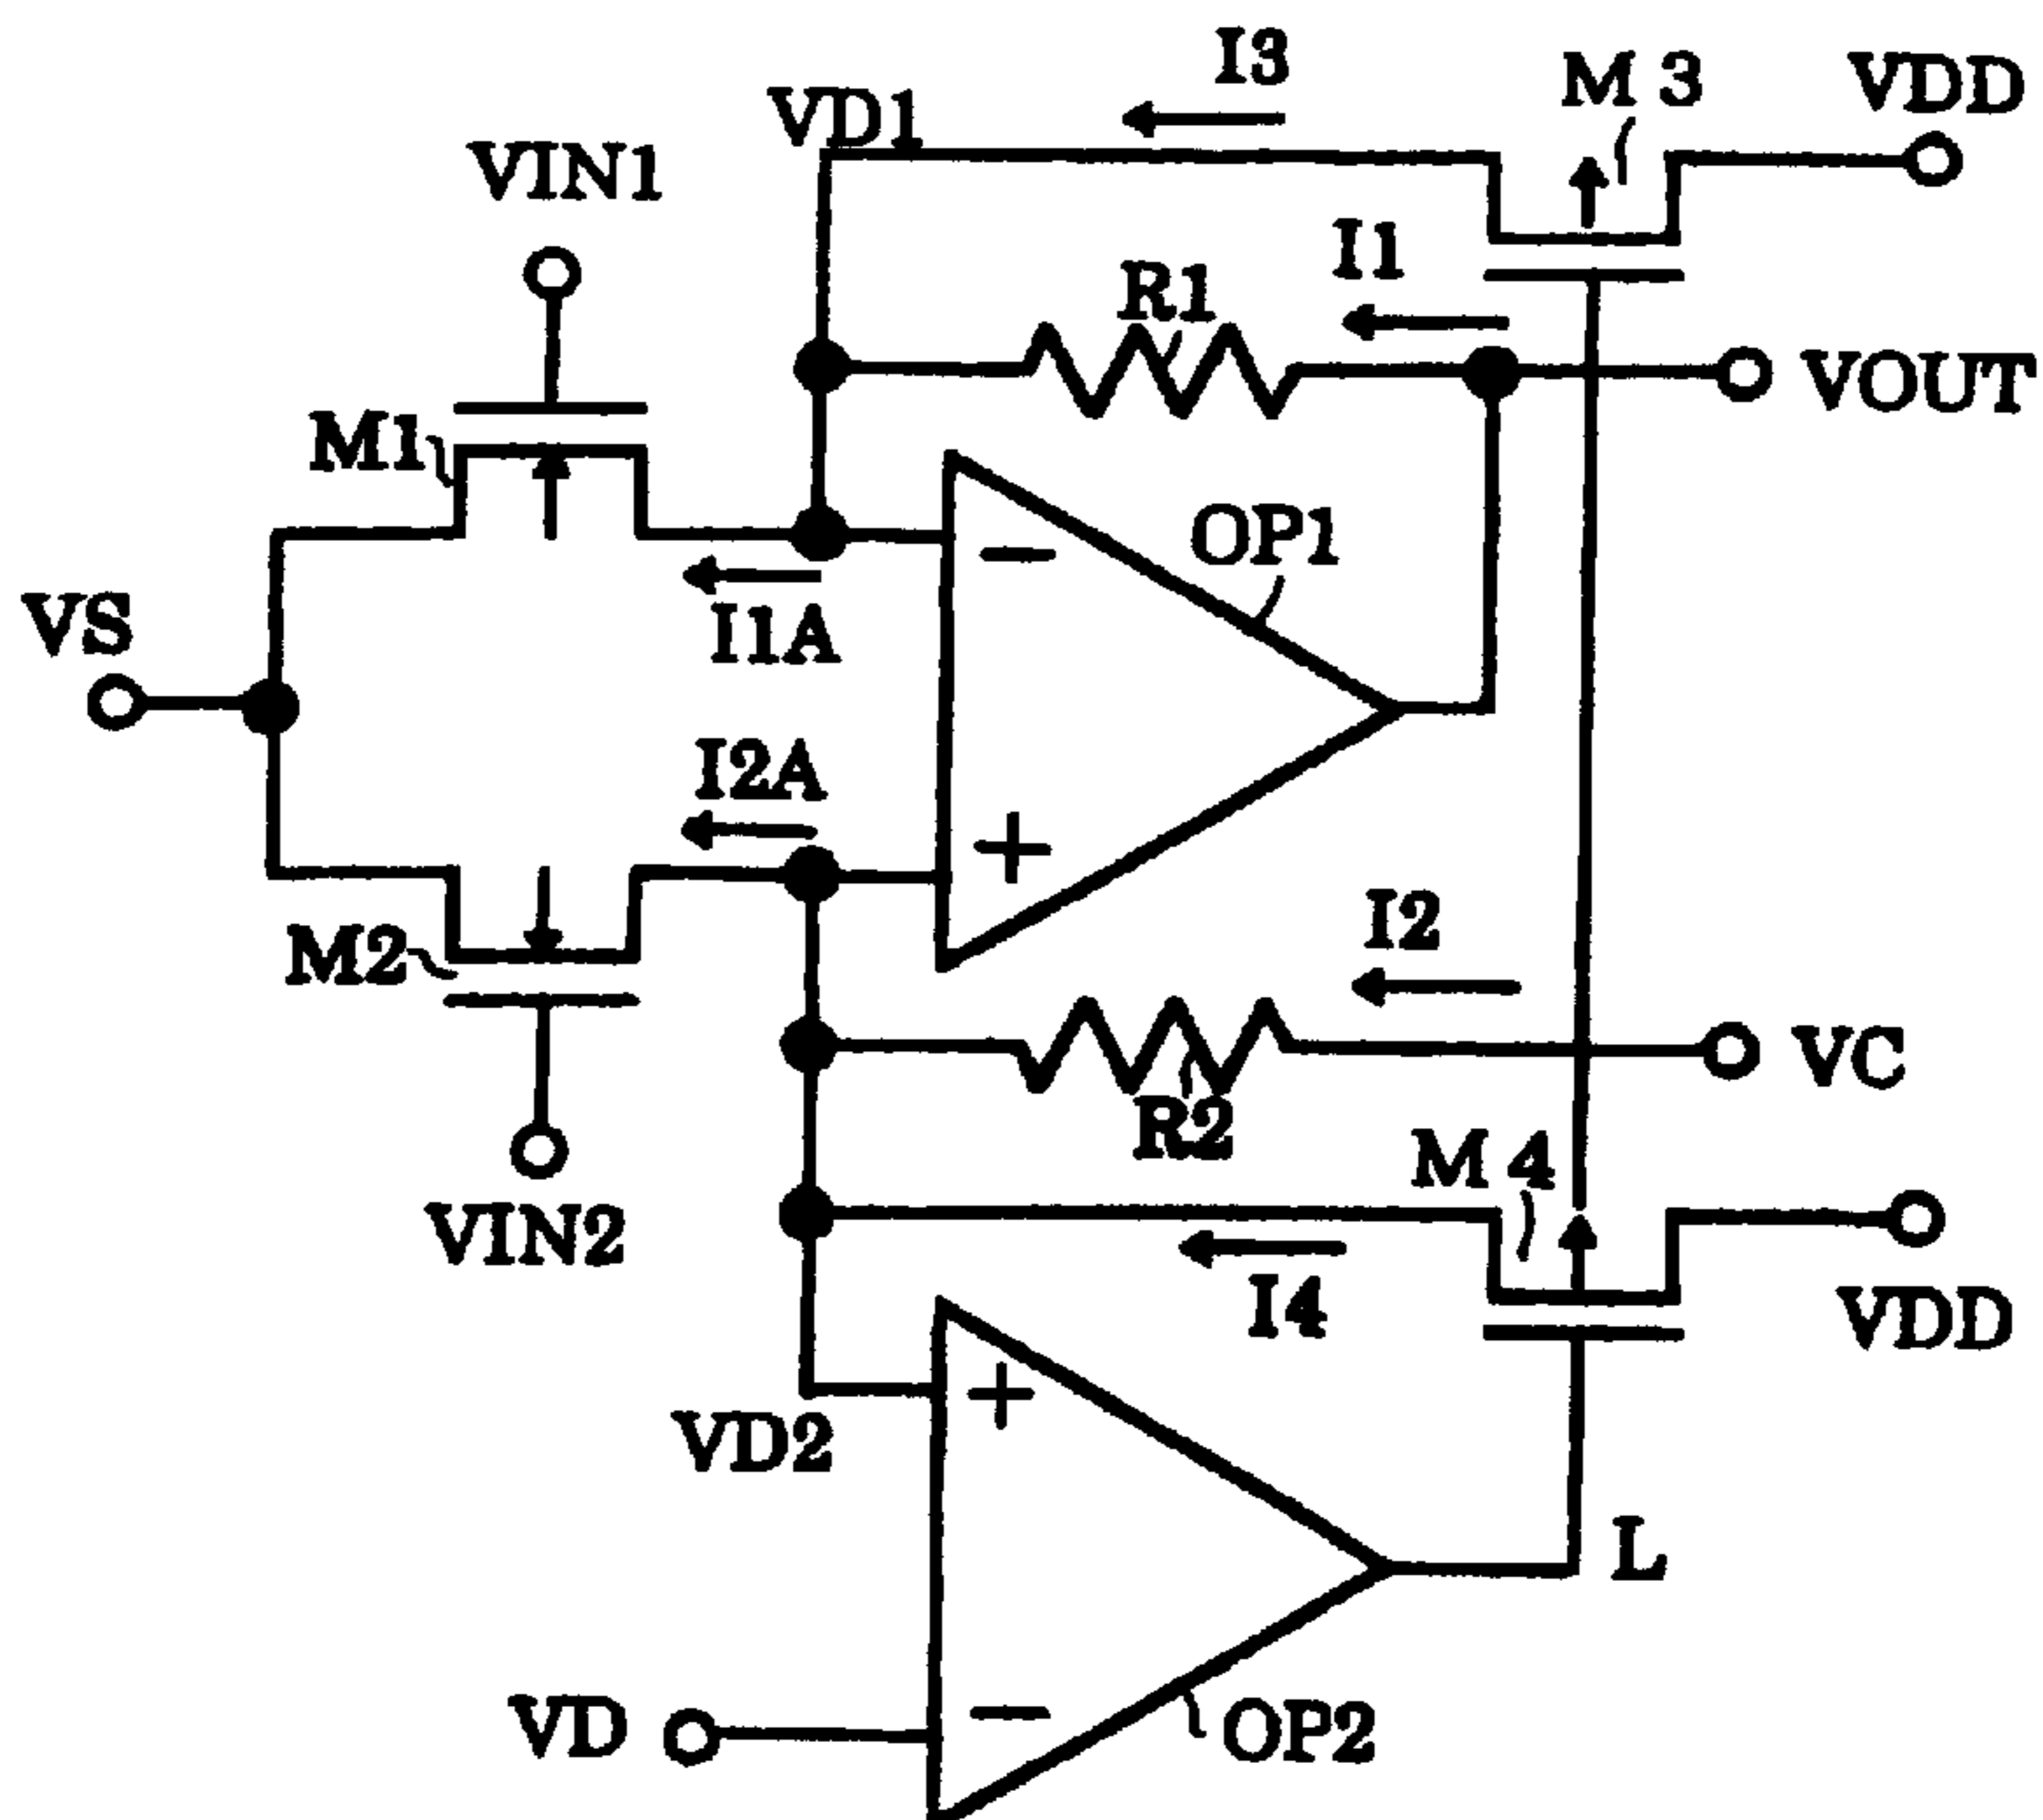 I3
M 3
VDD
VD1
VIN1
I1
R1
VOUT
M1
OP1
I1A
VS
I2A
I2
M2
VC
R2
M 4
VIN2
I4
VDD
VD2
L
VD
OP2